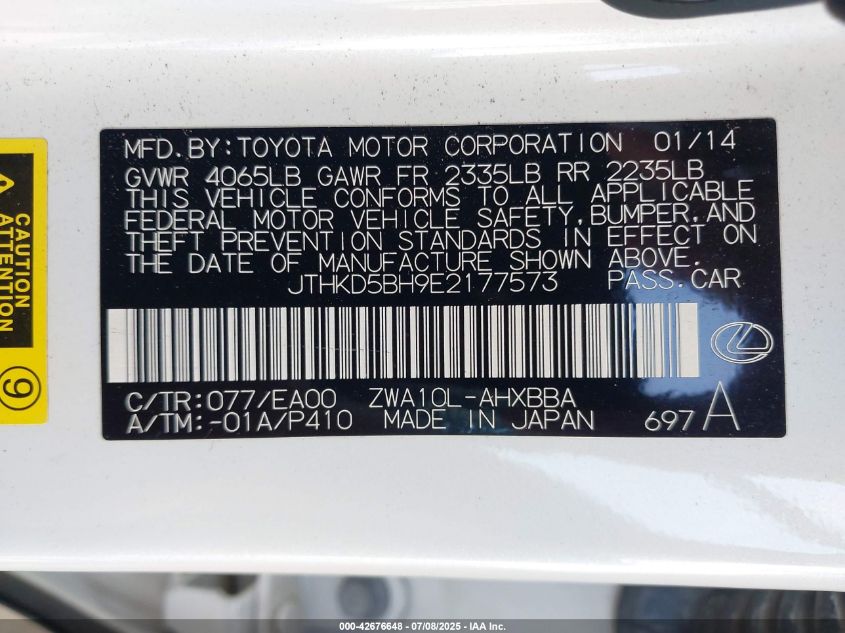 MFD.BY:TOYOTA MOTOR CORPORATION 01/14
GVWR 4065LB GAWR FR 2335LB RR 2235LB
THIS VEHICLE CONFORMS TO ALL APPLICABLE
FEDERAL MOTOR VEHICLE SAFETY,BUMPER,AND
THEFT PREVENTION STANDARDS IN EFFECT ON
THE DATE OF MANUFACTURE SHOWN ABOVE.
JTHKD5BH9E2177573 PASS.CAR
C/TR:077/EA00 ZWA10L-AHXBBA
A/TM:-01A/P410 MADE IN JAPAN 697 A
CAUTION
ATTENTION
9
000-42676648 - 07/08/2025 - IAA Inc.